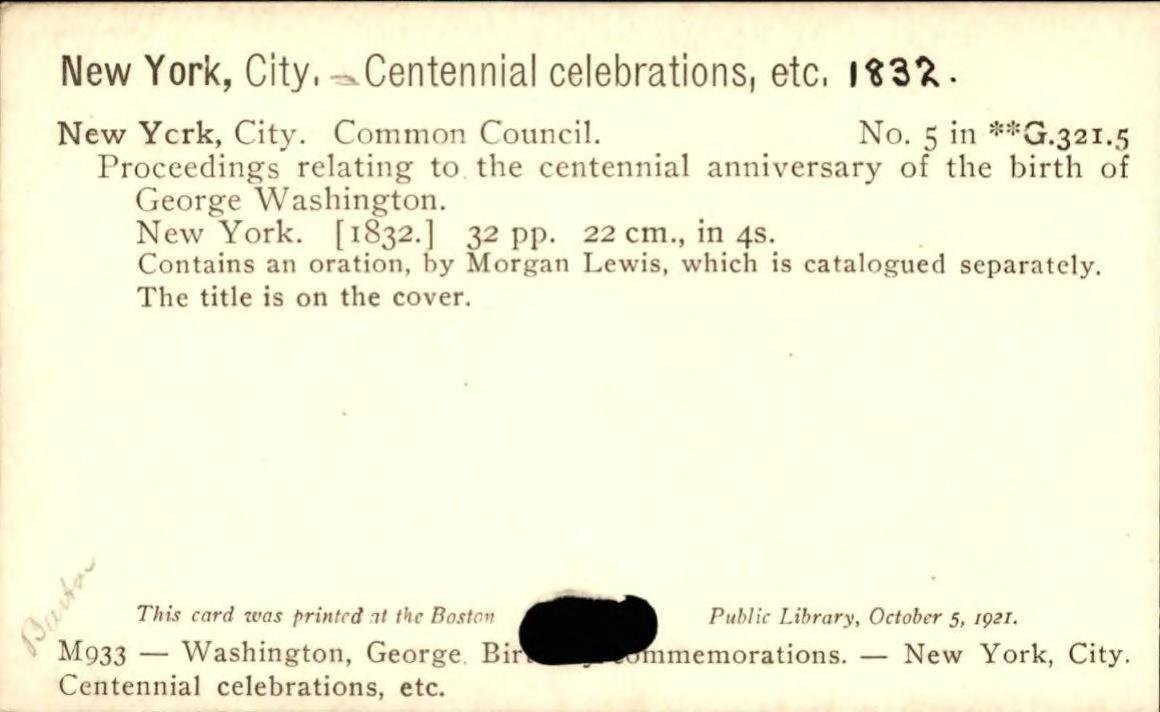 New York, City. – Centennial celebrations, etc. 1832.
New York, City. Common Council. No. 5 in **G.321.5
Proceedings relating to the centennial anniversary of the birth of
George Washington.
New York. [1832.] 32 pp. 22 cm., in 4s.
Contains an oration, by Morgan Lewis, which is catalogued separately.
The title is on the cover.
Barton
This card was printed at the Boston Public Library, October 5, 1921.
M933 — Washington, George. Bir ommemorations. — New York, City.
Centennial celebrations, etc.